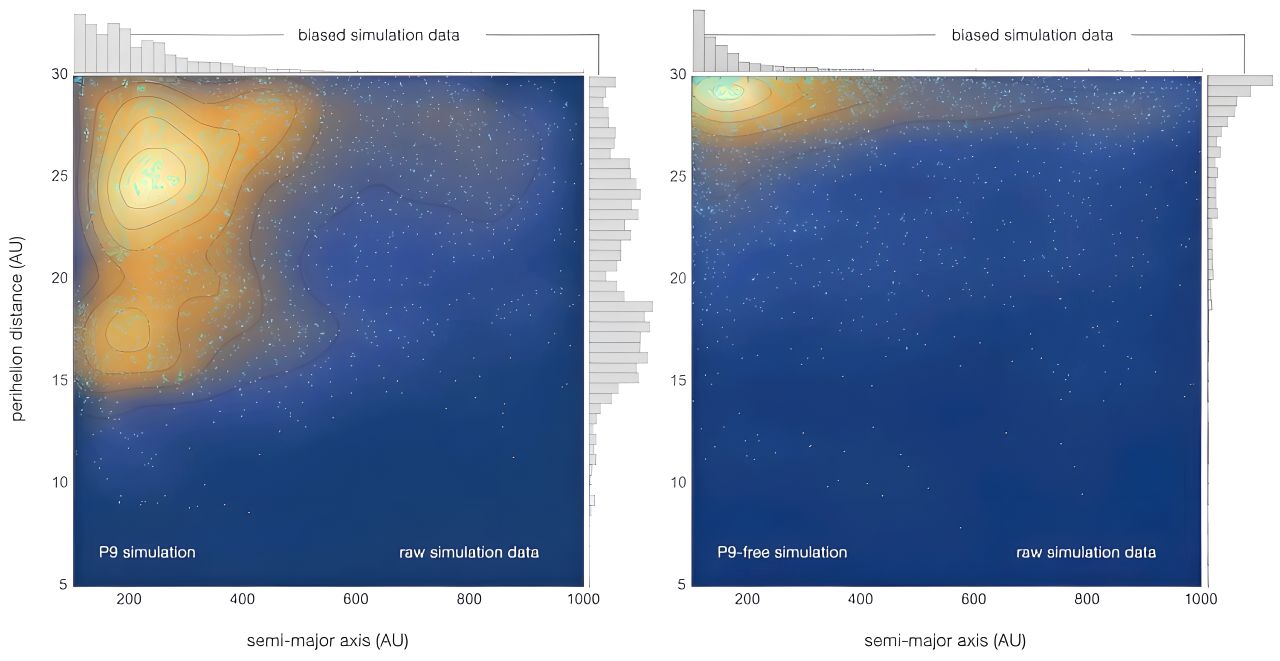 biased simulation data
biased simulation data
30
25
20
15
10
5
perihelion distance (AU)
P9 simulation
raw simulation data
200
400
600
800
1000
semi-major axis (AU)
30
25
20
15
10
5
P9-free simulation
raw simulation data
200
400
600
800
1000
semi-major axis (AU)